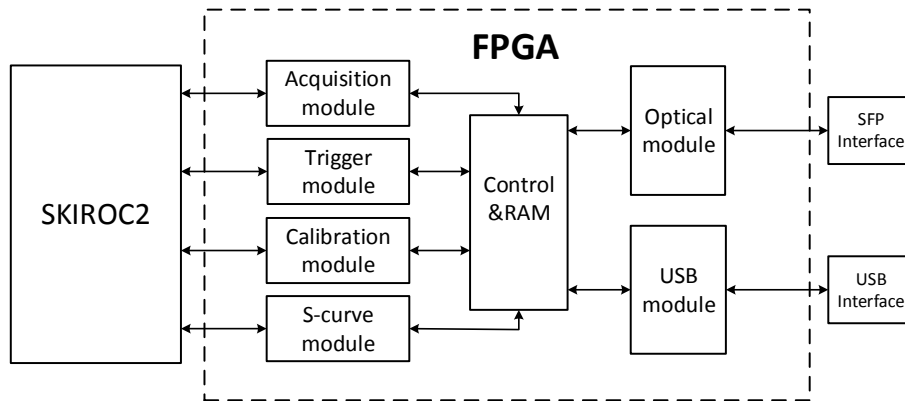 FPGA
SKIROC2
Acquisition
module
Trigger
module
Calibration
module
S-curve
module
Control
&RAM
Optical
module
USB
module
SFP
Interface
USB
Interface